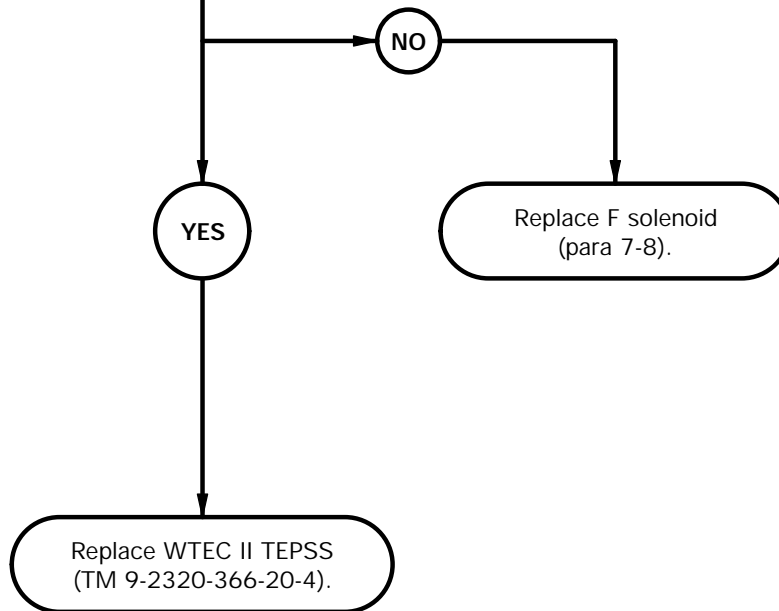 NO
YES
Replace F solenoid
(para 7-8).
Replace WTEC II TEPSS
(TM 9-2320-366-20-4).